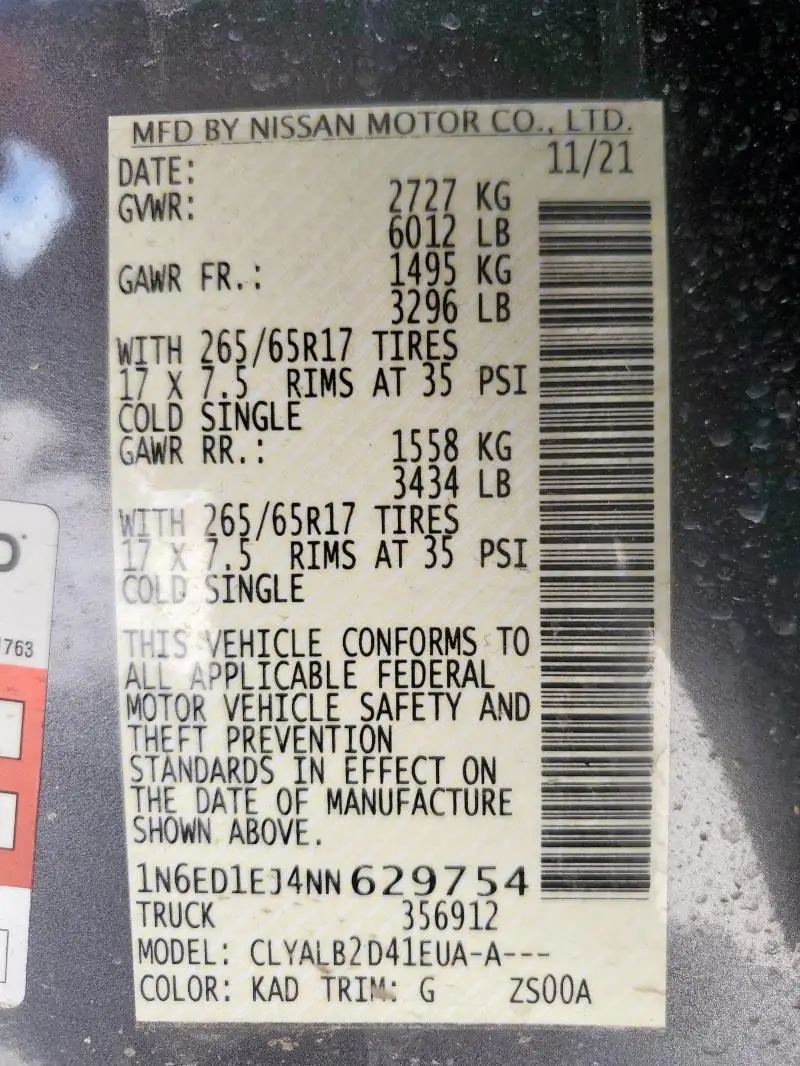 MFD BY NISSAN MOTOR CO., LTD.
DATE: 11/21
GVWR: 2727 KG
6012 LB
GAWR FR.: 1495 KG
3296 LB
WITH 265/65R17 TIRES
17 X 7.5 RIMS AT 35 PSI
COLD SINGLE
GAWR RR.: 1558 KG
3434 LB
WITH 265/65R17 TIRES
17 X 7.5 RIMS AT 35 PSI
COLD SINGLE
THIS VEHICLE CONFORMS TO
ALL APPLICABLE FEDERAL
MOTOR VEHICLE SAFETY AND
THEFT PREVENTION
STANDARDS IN EFFECT ON
THE DATE OF MANUFACTURE
SHOWN ABOVE.
1N6ED1EJ4NN629754
TRUCK 356912
MODEL: CLYALB2D41EUA-A---
COLOR: KAD TRIM: G ZS00A
763